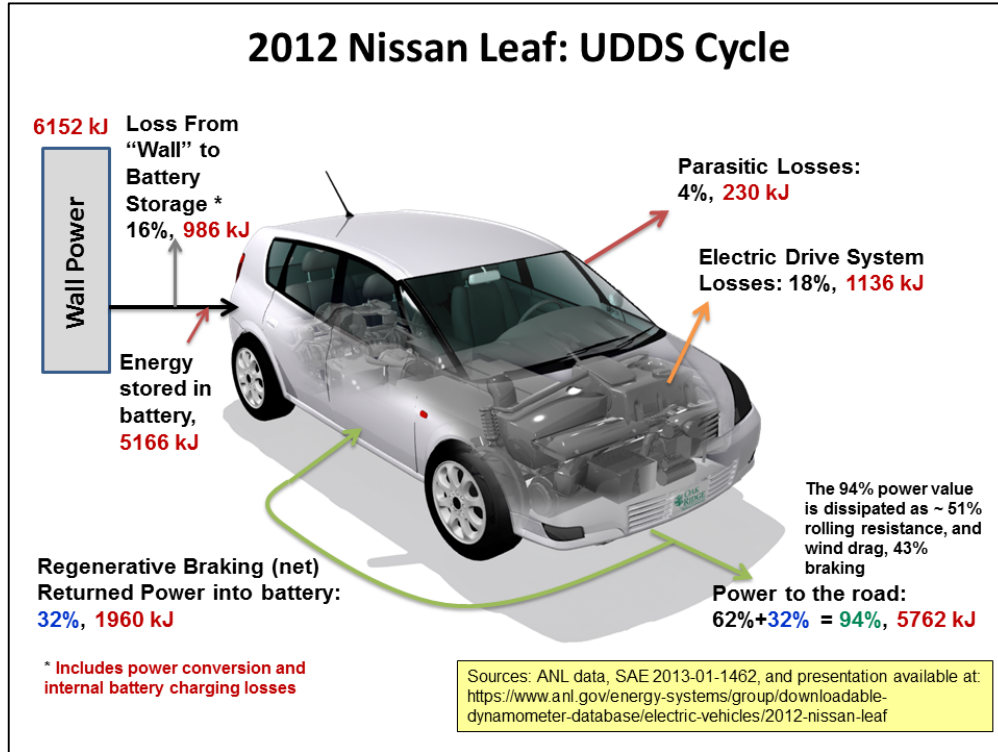 2012 Nissan Leaf: UDDS Cycle
6152 kJ
Wall Power
Loss From
“Wall” to
Battery
Storage *
16%, 986 kJ
Parasitic Losses:
4%, 230 kJ
Electric Drive System
Losses: 18%, 1136 kJ
Energy
stored in
battery,
5166 kJ
OAK
RIDGE
The 94% power value
is dissipated as ~ 51%
rolling resistance, and
wind drag, 43%
braking
Regenerative Braking (net)
Returned Power into battery:
32%, 1960 kJ
Power to the road:
62%+32% = 94%, 5762 kJ
* Includes power conversion and
internal battery charging losses
Sources: ANL data, SAE 2013-01-1462, and presentation available at:
https://www.anl.gov/energy-systems/group/downloadable-
dynamometer-database/electric-vehicles/2012-nissan-leaf